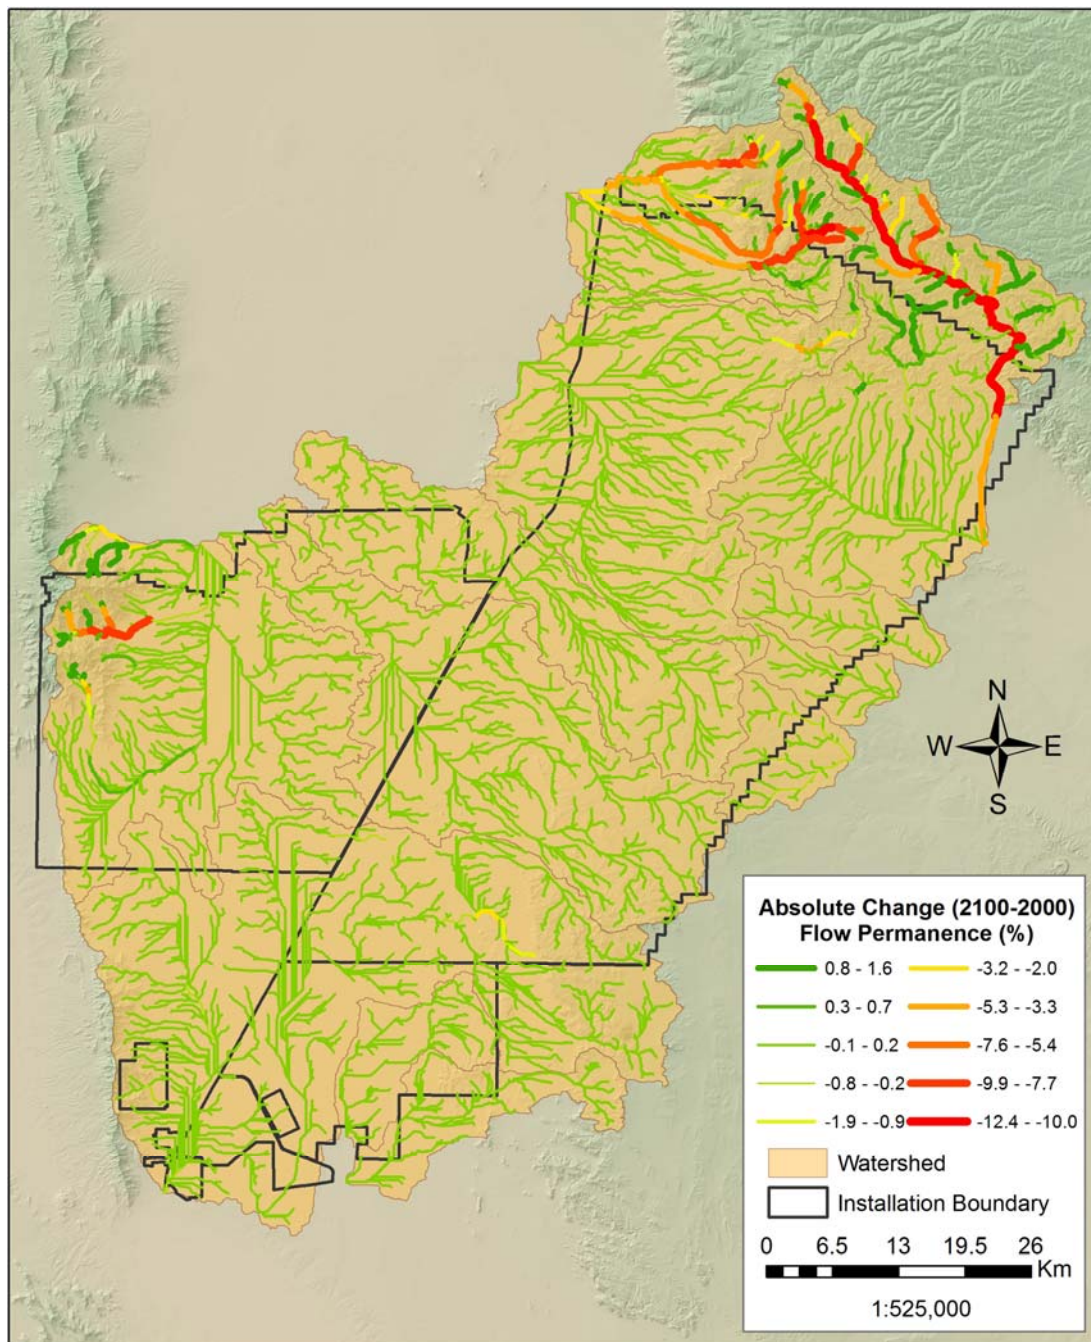 N
W E
S
Absolute Change (2100-2000)
Flow Permanence (%)
0.8 - 1.6 -3.2 - -2.0
0.3 - 0.7 -5.3 - -3.3
-0.1 - 0.2 -7.6 - -5.4
-0.8 - -0.2 -9.9 - -7.7
-1.9 - -0.9 -12.4 - -10.0
Watershed
Installation Boundary
0 6.5 13 19.5 26
Km
1:525,000